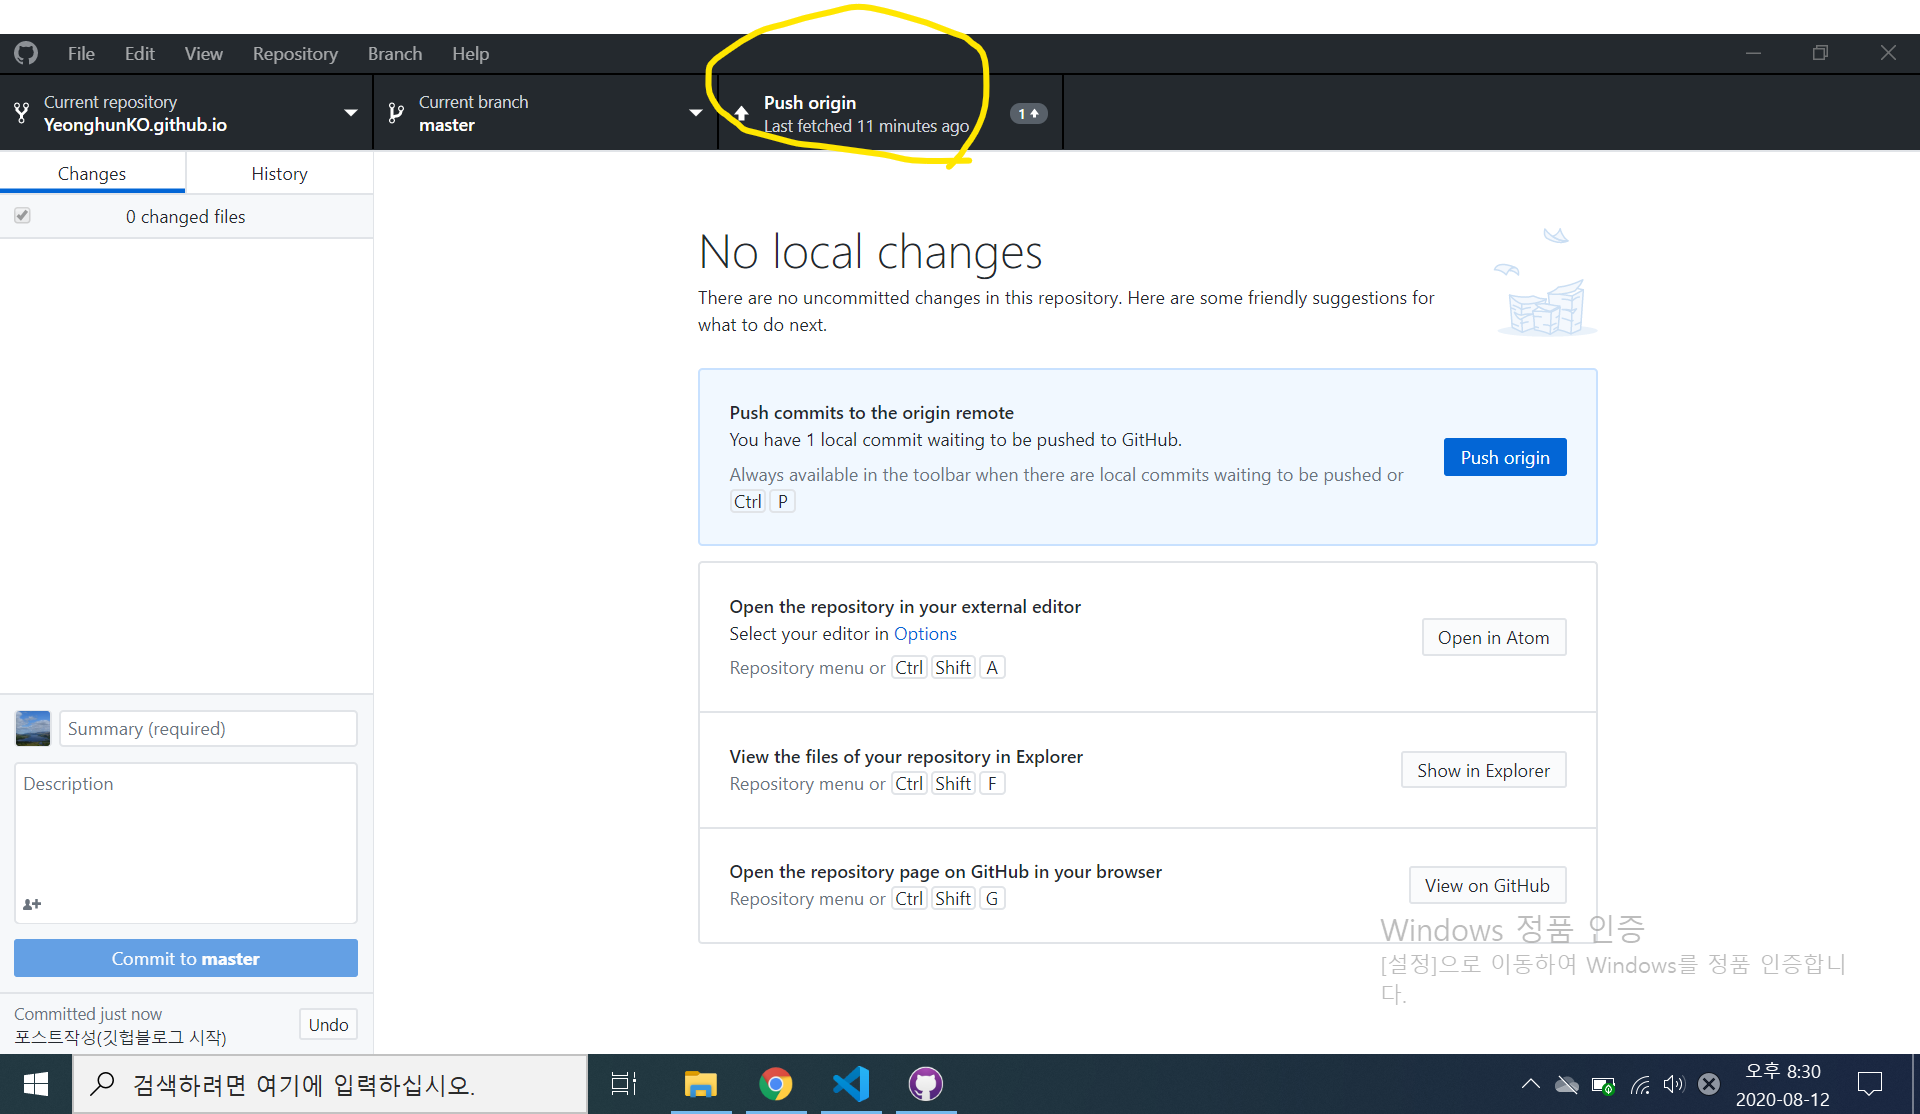 File Edit View Repository Branch Help
Current repository
YeonghunKO.github.io
Current branch
master
Push origin
Last fetched 11 minutes ago
1
Changes
History
0 changed files
No local changes
There are no uncommitted changes in this repository. Here are some friendly suggestions for
what to do next.
Push commits to the origin remote
You have 1 local commit waiting to be pushed to GitHub.
Always available in the toolbar when there are local commits waiting to be pushed or
Ctrl P
Push origin
Open the repository in your external editor
Select your editor in Options
Repository menu or Ctrl Shift A
Open in Atom
View the files of your repository in Explorer
Repository menu or Ctrl Shift F
Show in Explorer
Open the repository page on GitHub in your browser
Repository menu or Ctrl Shift G
View on GitHub
Windows 정품 인증
[설정]으로 이동하여 Windows를 정품 인증합니
다.
Summary (required)
Description
Commit to master
Committed just now
포스트작성(깃헙블로그 시작)
Undo
검색하려면 여기에 입력하십시오.
오후 8:30
2020-08-12